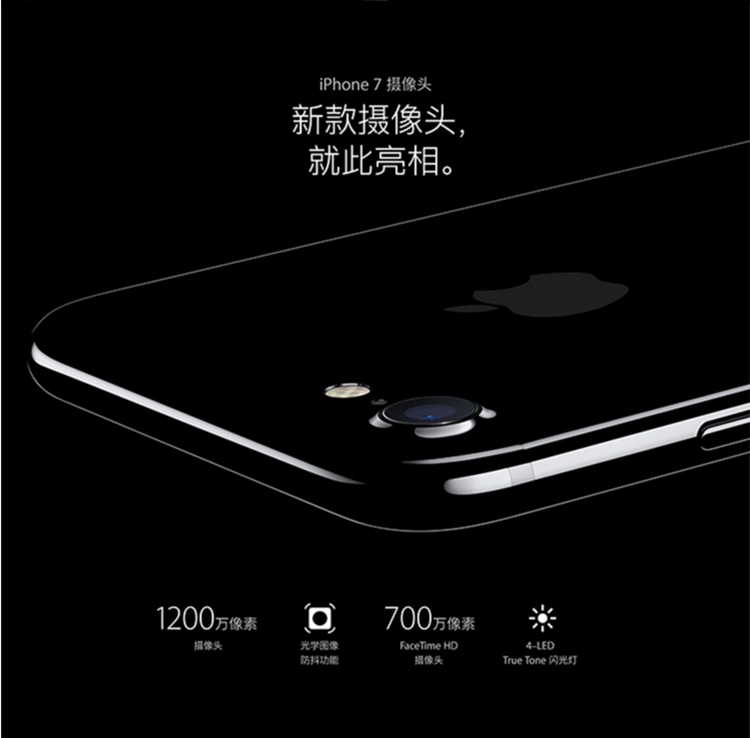 iPhone 7 摄像头
新款摄像头，
就此亮相。
1200万像素
摄像头
光学图像
防抖功能
700万像素
FaceTime HD
摄像头
4-LED
True Tone 闪光灯